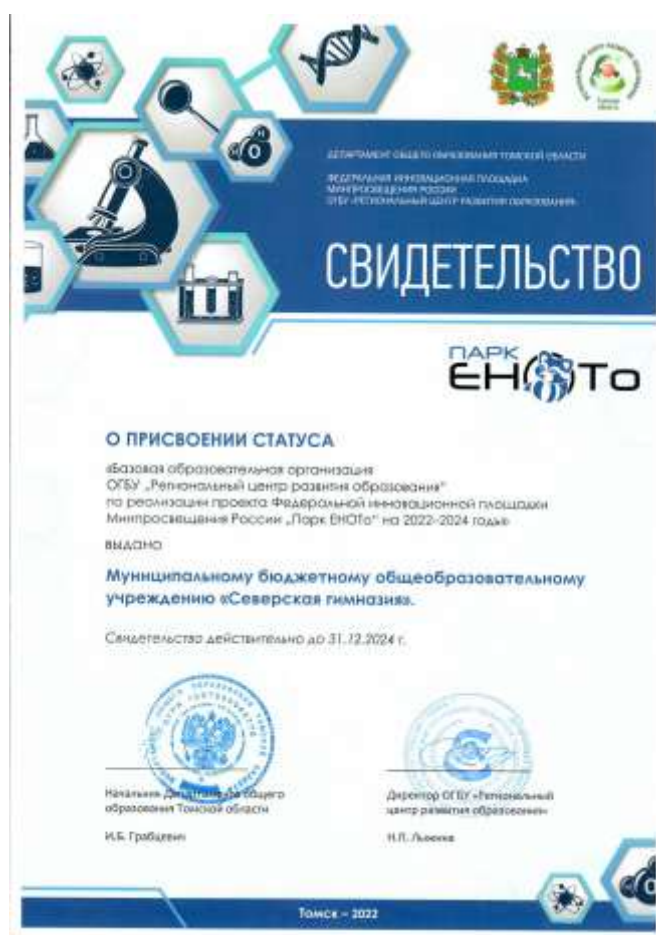 ДЕПАРТАМЕНТ ОБЩЕГО ОБРАЗОВАНИЯ ТОМСКОЙ ОБЛАСТИ
ФЕДЕРАЛЬНАЯ ИННОВАЦИОННАЯ ПЛОЩАДКА
МИНПРОСВЕЩЕНИЯ РОССИИ
ОГБУ «РЕГИОНАЛЬНЫЙ ЦЕНТР РАЗВИТИЯ ОБРАЗОВАНИЯ»
СВИДЕТЕЛЬСТВО
ПАРК
ЕНОТо
О ПРИСВОЕНИИ СТАТУСА
«Базовая образовательная организация
ОГБУ „Региональный центр развития образования“
по реализации проекта Федеральной инновационной площадки
Минпросвещения России „Парк ЕНОТо“ на 2022–2024 годы»
выдано
Муниципальному бюджетному общеобразовательному
учреждению «Северская гимназия».
Свидетельство действительно до 31.12.2024 г.
Начальник Департамента общего
образования Томской области
И.Б. Грабцевич
Директор ОГБУ «Региональный
центр развития образования»
Н.П. Лыжина
Томск – 2022